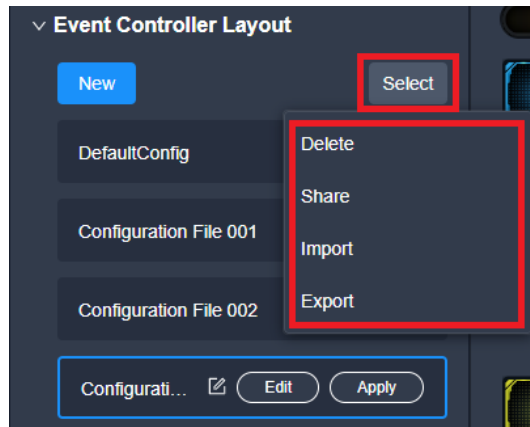 Event Controller Layout
New
Select
DefaultConfig
Delete
Share
Configuration File 001
Import
Configuration File 002
Export
Configurati...
Edit
Apply